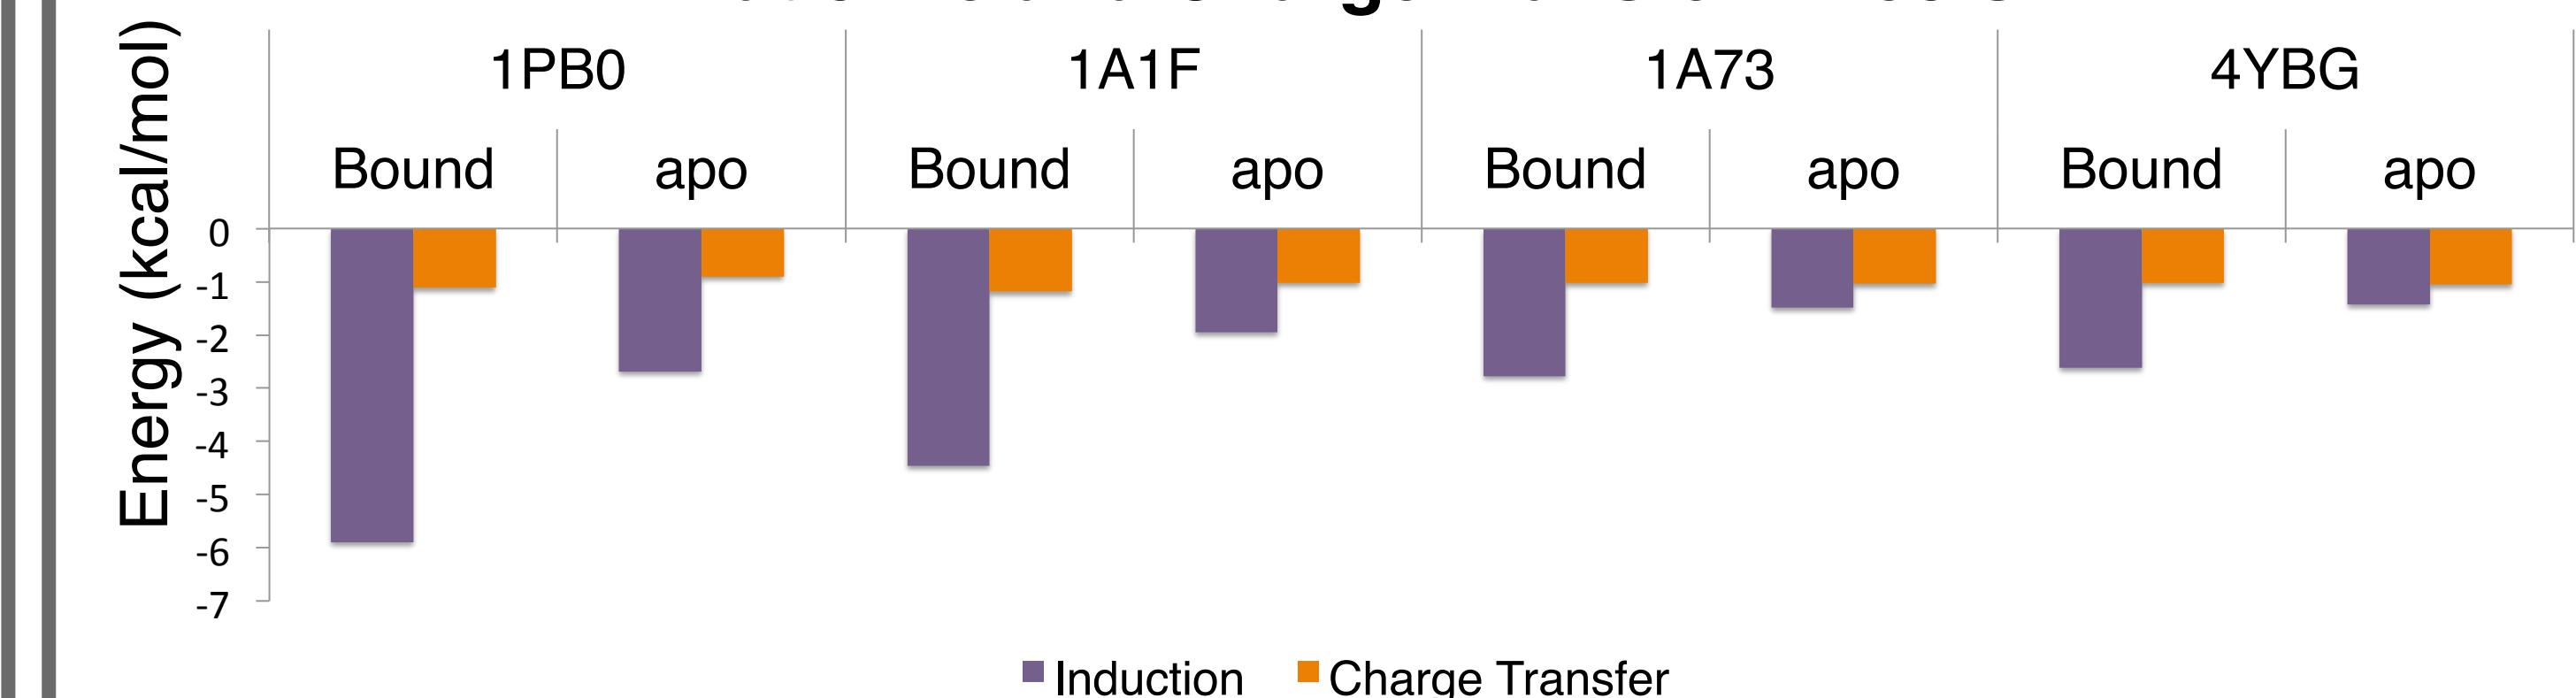 1PB0 1A1F 1A73 4YBG
Bound apo Bound apo Bound apo Bound apo
Energy (kcal/mol)
0
-1
-2
-3
-4
-5
-6
-7
Induction Charge Transfer